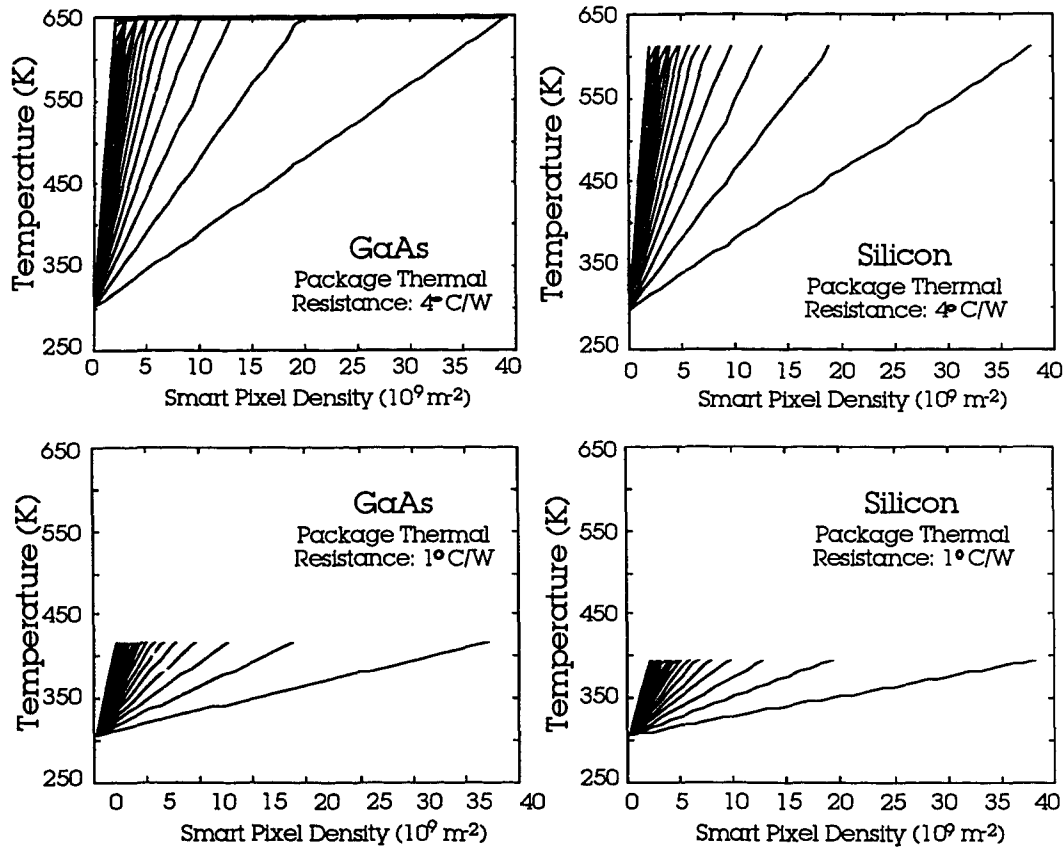 650
550
450
350
250
Temperature (K)
GaAs
Package Thermal
Resistance: 4° C/W
0 5 10 15 20 25 30 35 40
Smart Pixel Density (10⁹ m⁻²)
650
550
450
350
250
Temperature (K)
Silicon
Package Thermal
Resistance: 4° C/W
0 5 10 15 20 25 30 35 40
Smart Pixel Density (10⁹ m⁻²)
650
550
450
350
250
Temperature (K)
GaAs
Package Thermal
Resistance: 1° C/W
0 5 10 15 20 25 30 35 40
Smart Pixel Density (10⁹ m⁻²)
650
550
450
350
250
Temperature (K)
Silicon
Package Thermal
Resistance: 1° C/W
0 5 10 15 20 25 30 35 40
Smart Pixel Density (10⁹ m⁻²)